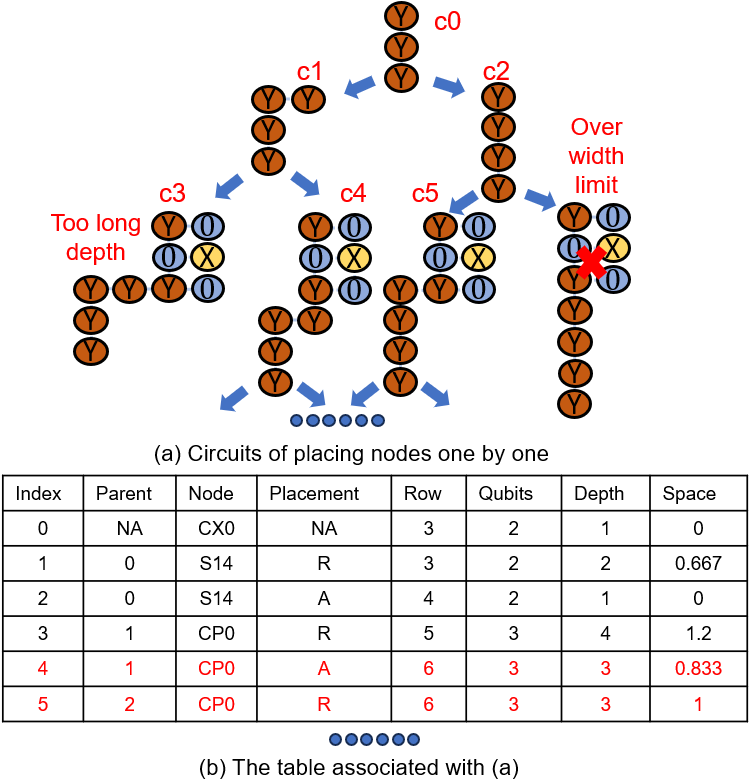 c0
Y
Y
Y
c1
c2
Y Y
Y
Y
Y
Y
Y
Y
Over
width
limit
c3
c4
c5
Too long
depth
Y 0
0 X
Y Y Y 0
Y
Y
Y 0
0 X
Y 0
Y Y
Y
Y
Y 0
0 X
Y Y 0
Y
Y
Y
Y 0
0 X
Y 0
Y
Y
Y
Y
(a) Circuits of placing nodes one by one
Index Parent Node Placement Row Qubits Depth Space
0 NA CX0 NA 3 2 1 0
1 0 S14 R 3 2 2 0.667
2 0 S14 A 4 2 1 0
3 1 CP0 R 5 3 4 1.2
4 1 CP0 A 6 3 3 0.833
5 2 CP0 R 6 3 3 1
(b) The table associated with (a)